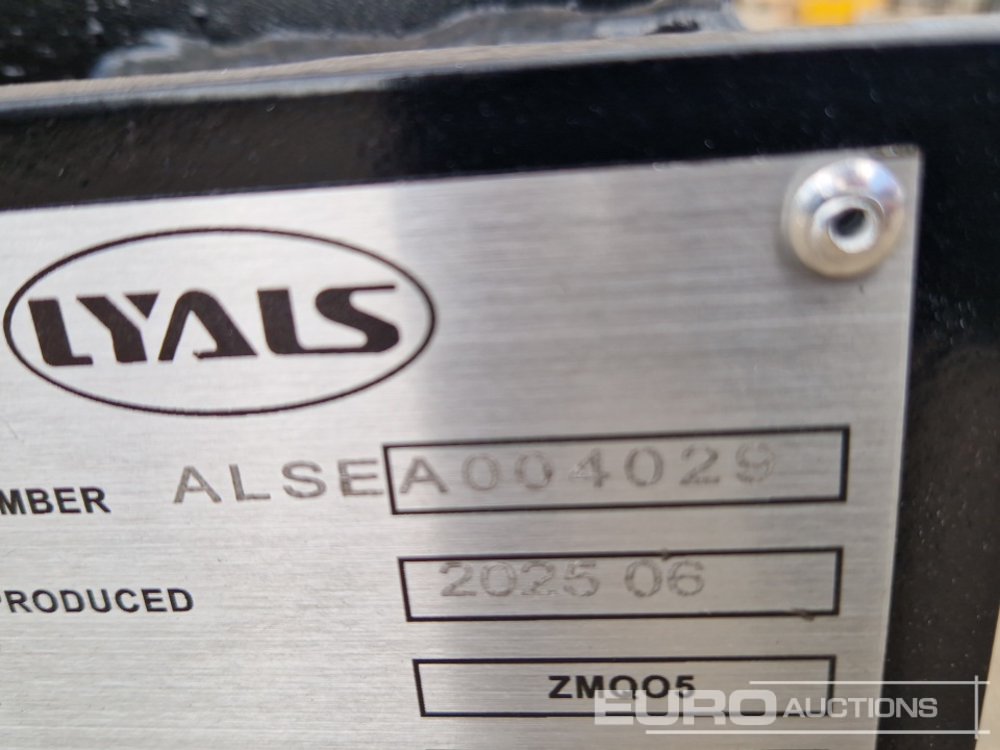 LYALS
MBER ALSEA004029
PRODUCED 2025 06
ZMQO5
EURO AUCTIONS